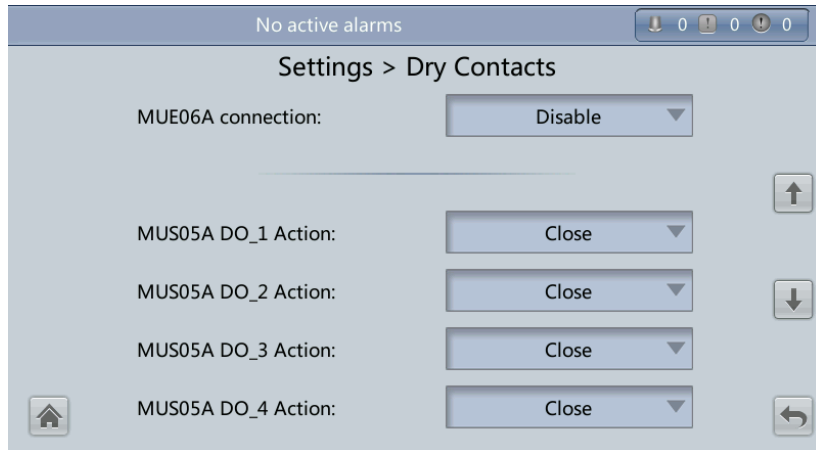 No active alarms
0 0 0
Settings > Dry Contacts
MUE06A connection: Disable
MUS05A DO_1 Action: Close
MUS05A DO_2 Action: Close
MUS05A DO_3 Action: Close
MUS05A DO_4 Action: Close